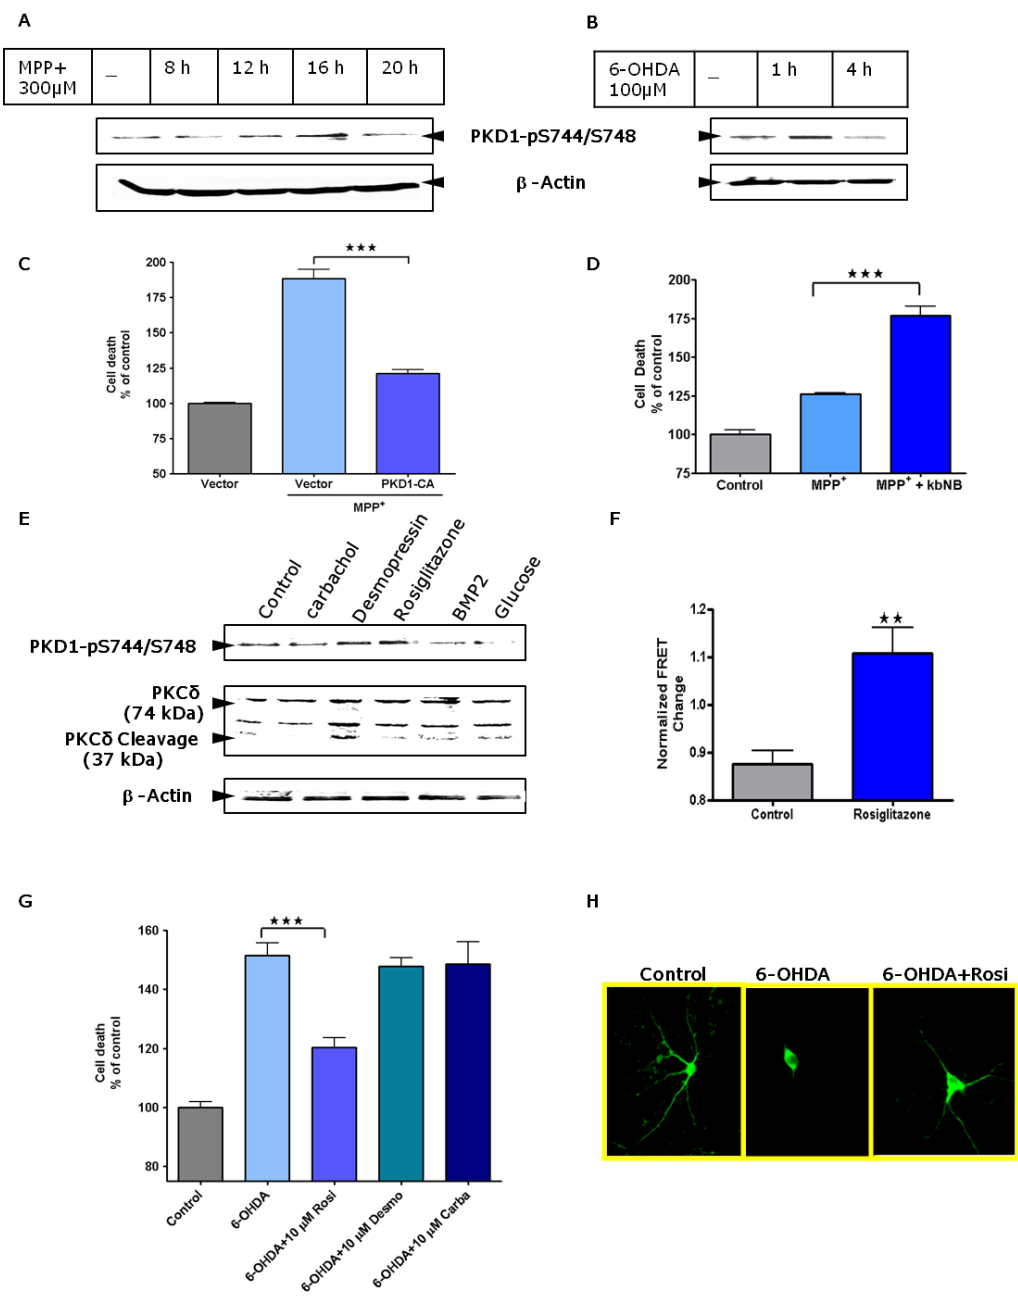 A
B
MPP+
300µM
_
8 h
12 h
16 h
20 h
6-OHDA
100µM
_
1 h
4 h
PKD1-pS744/S748
β -Actin
C
★★★
200
175
150
125
100
75
50
Cell death
% of control
Vector
Vector
PKD1-CA
MPP+
D
★★★
200
175
150
125
100
75
Cell Death
% of control
Control
MPP+
MPP+ + kbNB
E
Control
carbachol
Desmopressin
Rosiglitazone
BMP2
Glucose
PKD1-pS744/S748
PKCδ
(74 kDa)
PKCδ Cleavage
(37 kDa)
β -Actin
F
★★
1.2
1.1
1.0
0.9
0.8
Normalized FRET
Change
Control
Rosiglitazone
G
★★★
160
140
120
100
80
Cell death
% of control
Control
6-OHDA
6-OHDA+10 µM Rosi
6-OHDA+10 µM Desmo
6-OHDA+10 µM Carba
H
Control
6-OHDA
6-OHDA+Rosi